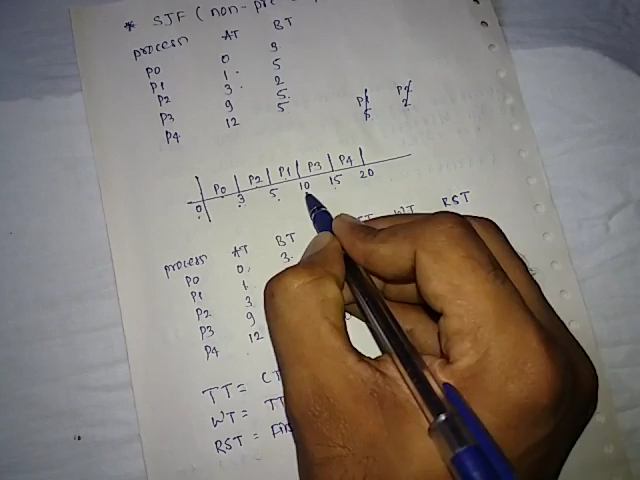 * SJF ( non-pre
process AT BT
P0 0 3
P1 1 5
P2 3 2
P3 9 5
P4 12 5
P1 P2
5 2
P0 P2 P1 P3 P4
0 3 5 10 15 20
process AT BT WT RST
P0 0 3
P1 1
P2 3
P3 9
P4 12
TT = CT
WT = TT
RST =